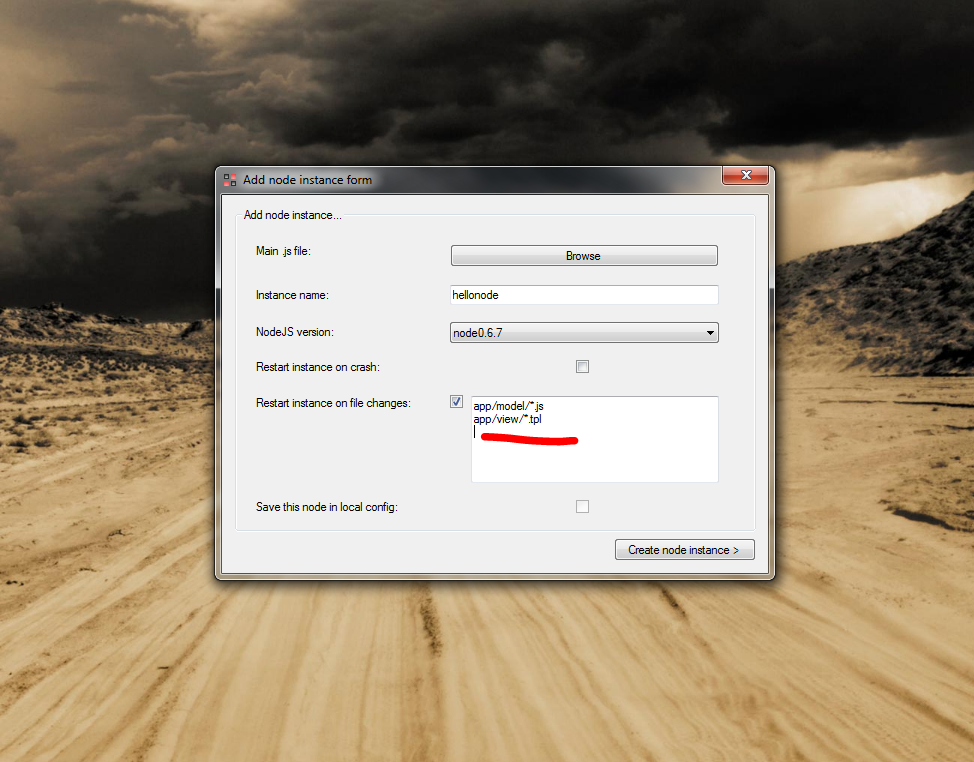 Add node instance form
Add node instance...
Main .js file:
Browse
Instance name:
hellonode
NodeJS version:
node0.6.7
Restart instance on crash:
Restart instance on file changes:
app/model/*.js
app/view/*.tpl
Save this node in local config:
Create node instance >